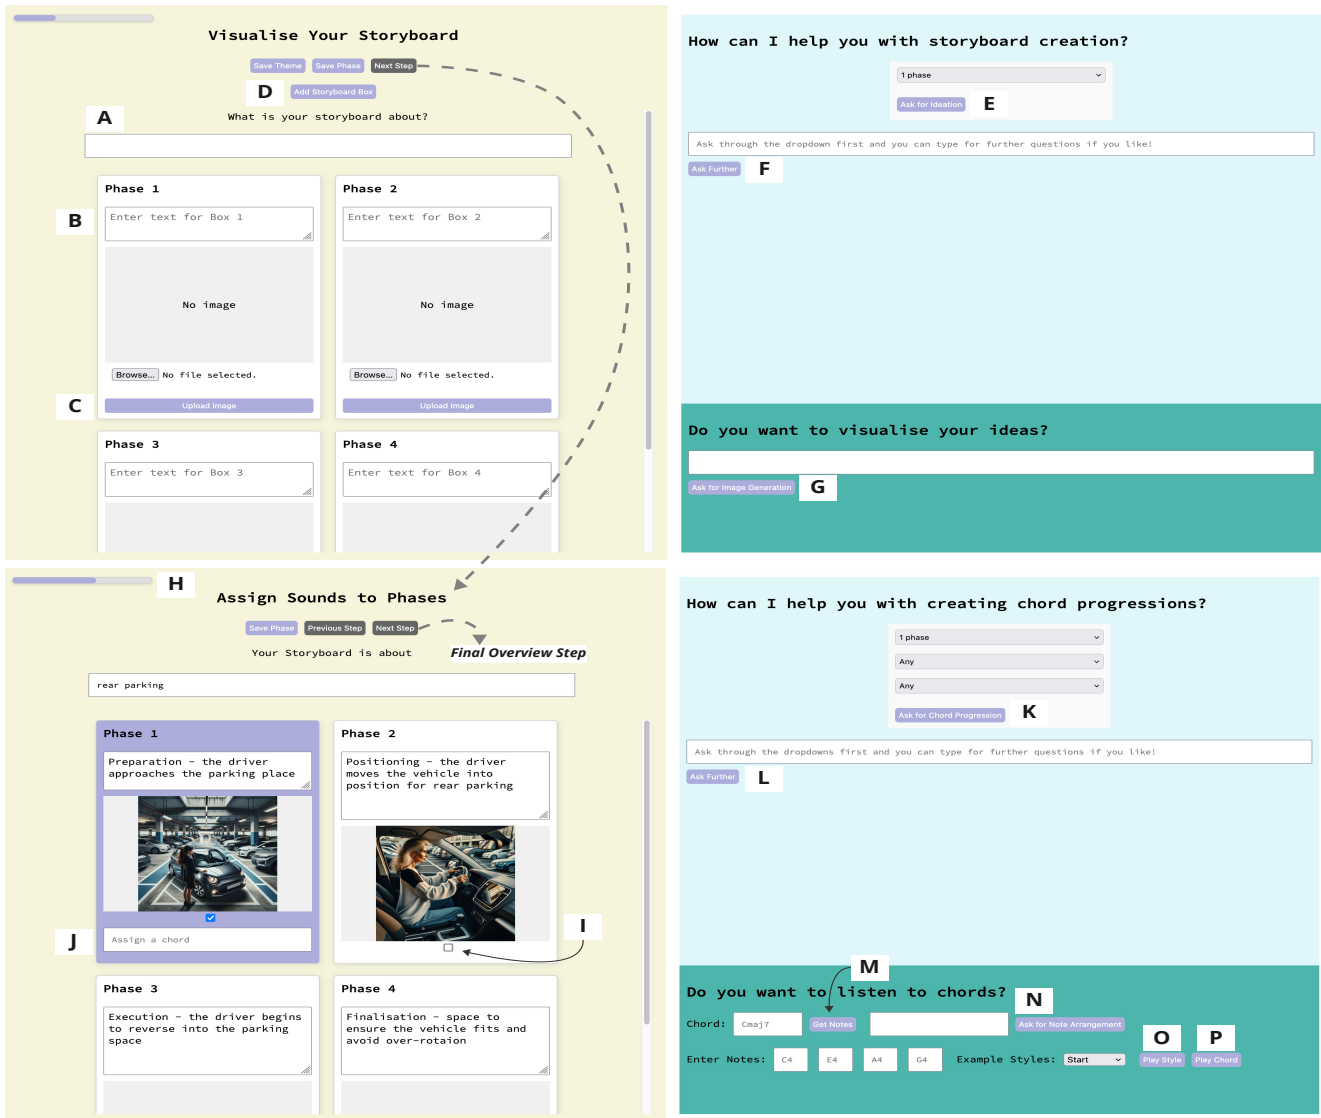 Visualise Your Storyboard
Save Theme Save Phase Next Step
D Add Storyboard Box
A
What is your storyboard about?
Phase 1
B Enter text for Box 1
No image
Browse... No file selected.
C Upload Image
Phase 2
Enter text for Box 2
No image
Browse... No file selected.
Upload Image
Phase 3
Enter text for Box 3
Phase 4
Enter text for Box 4
How can I help you with storyboard creation?
1 phase
Ask for Ideation E
Ask through the dropdown first and you can type for further questions if you like!
Ask Further F
Do you want to visualise your ideas?
Ask for Image Generation G
H
Assign Sounds to Phases
Save Phase Previous Step Next Step
Final Overview Step
Your Storyboard is about
rear parking
Phase 1
Preparation - the driver
approaches the parking place
J Assign a chord
Phase 2
Positioning - the driver
moves the vehicle into
position for rear parking
I
Phase 3
Execution - the driver begins
to reverse into the parking
space
Phase 4
Finalisation - space to
ensure the vehicle fits and
avoid over-rotaion
How can I help you with creating chord progressions?
1 phase
Any
Any
Ask for Chord Progression K
Ask through the dropdowns first and you can type for further questions if you like!
Ask Further L
M
Do you want to listen to chords?
N
Chord: Cmaj7 Get Notes Ask for Note Arrangement
O P
Enter Notes: C4 E4 A4 G4 Example Styles: Start Play Style Play Chord